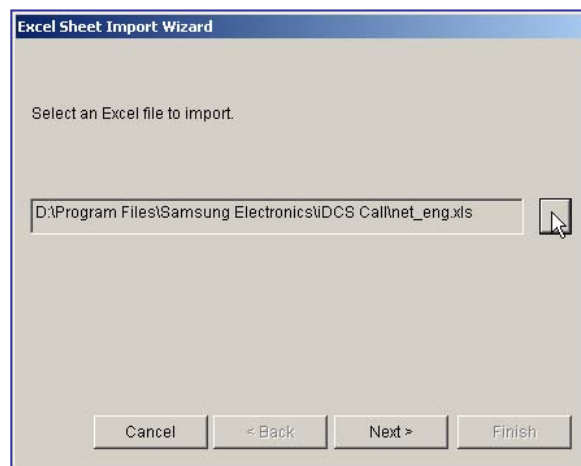 Excel Sheet Import Wizard
Select an Excel file to import.
D:\Program Files\Samsung Electronics\iDCS Call\net_eng.xls
Cancel
< Back
Next >
Finish